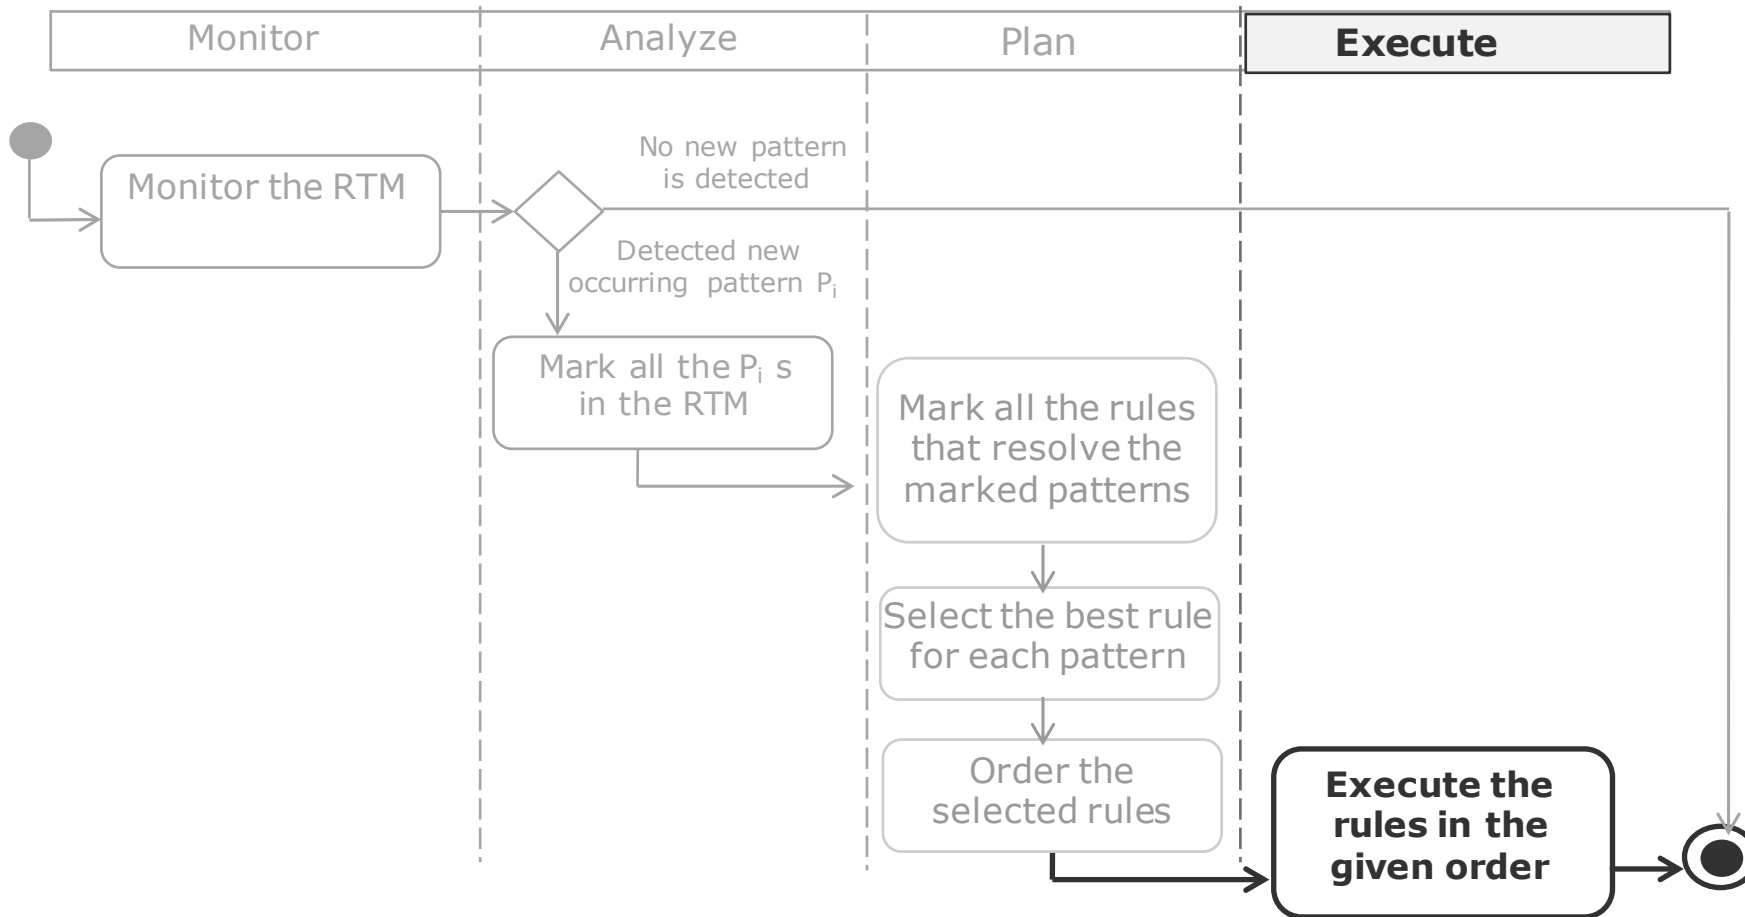 Monitor
Analyze
Plan
Execute
Monitor the RTM
No new pattern
is detected
Detected new
occurring pattern Pi
Mark all the Pi s
in the RTM
Mark all the rules
that resolve the
marked patterns
Select the best rule
for each pattern
Order the
selected rules
Execute the
rules in the
given order